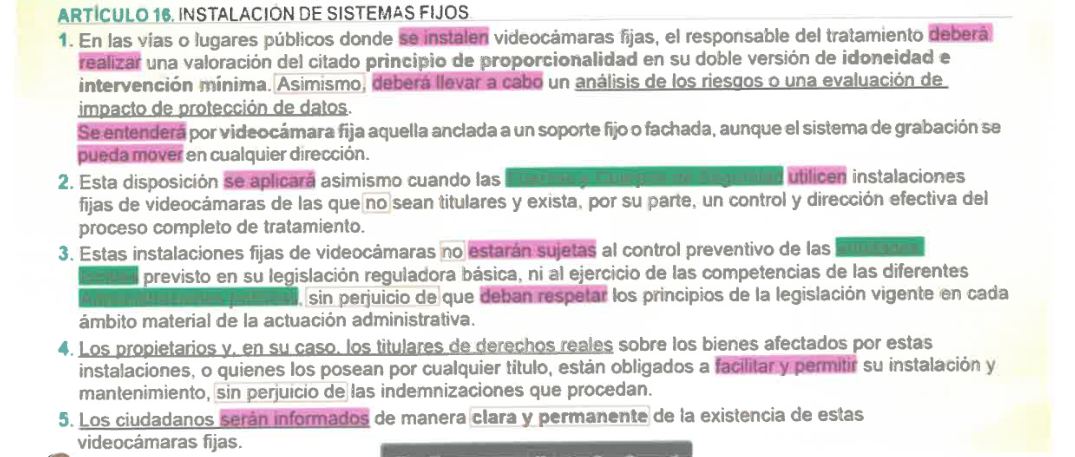 ARTÍCULO 16. INSTALACIÓN DE SISTEMAS FIJOS
1. En las vías o lugares públicos donde se instalen videocámaras fijas, el responsable del tratamiento deberá
realizar una valoración del citado principio de proporcionalidad en su doble versión de idoneidad e
intervención mínima. Asimismo, deberá llevar a cabo un análisis de los riesgos o una evaluación de
impacto de protección de datos.
Se entenderá por videocámara fija aquella anclada a un soporte fijo o fachada, aunque el sistema de grabación se
pueda mover en cualquier dirección.
2. Esta disposición se aplicará asimismo cuando las Fuerzas y Cuerpos de Seguridad utilicen instalaciones
fijas de videocámaras de las que no sean titulares y exista, por su parte, un control y dirección efectiva del
proceso completo de tratamiento.
3. Estas instalaciones fijas de videocámaras no estarán sujetas al control preventivo de las entidades
locales previsto en su legislación reguladora básica, ni al ejercicio de las competencias de las diferentes
Administraciones públicas, sin perjuicio de que deban respetar los principios de la legislación vigente en cada
ámbito material de la actuación administrativa.
4. Los propietarios y, en su caso, los titulares de derechos reales sobre los bienes afectados por estas
instalaciones, o quienes los posean por cualquier título, están obligados a facilitar y permitir su instalación y
mantenimiento, sin perjuicio de las indemnizaciones que procedan.
5. Los ciudadanos serán informados de manera clara y permanente de la existencia de estas
videocámaras fijas.